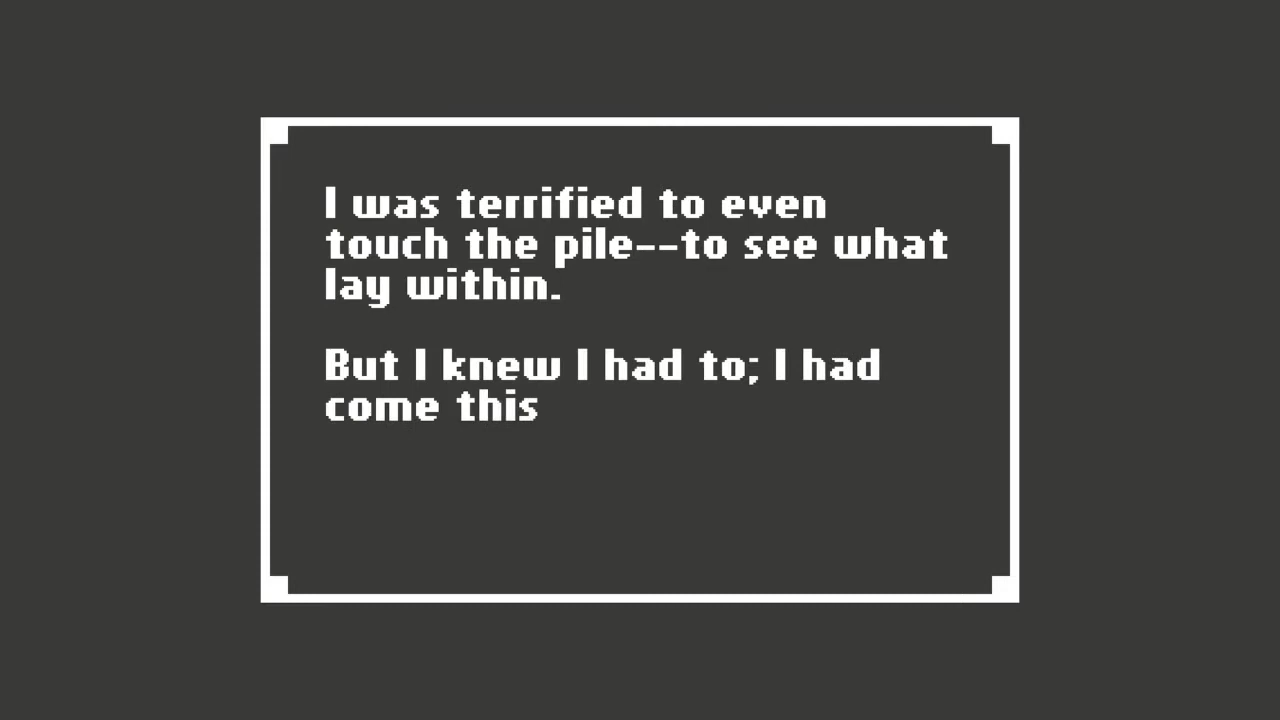 I was terrified to even
touch the pile--to see what
lay within.
But I knew I had to; I had
come this